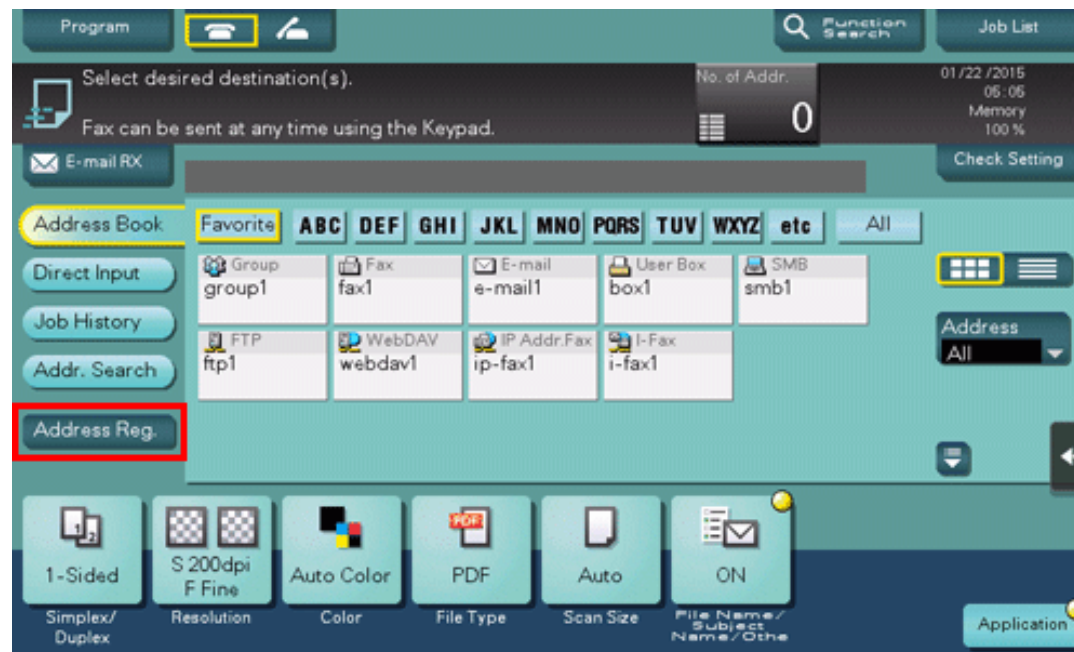 Program
Function
Search
Job List
Select desired destination(s).
Fax can be sent at any time using the Keypad.
No. of Addr.
0
01/22/2015
05:05
Memory
100 %
E-mail RX
Check Setting
Address Book
Favorite ABC DEF GHI JKL MNO PQRS TUV WXYZ etc All
Direct Input
Job History
Addr. Search
Address Reg.
Group
group1
Fax
fax1
E-mail
e-mail1
User Box
box1
SMB
smb1
FTP
ftp1
WebDAV
webdav1
IP Addr.Fax
ip-fax1
I-Fax
i-fax1
Address
All
1 2
1-Sided
Simplex/
Duplex
S 200dpi
F Fine
Resolution
Auto Color
Color
PDF
PDF
File Type
Auto
Scan Size
ON
File Name/
Subject
Name/Othe
Application